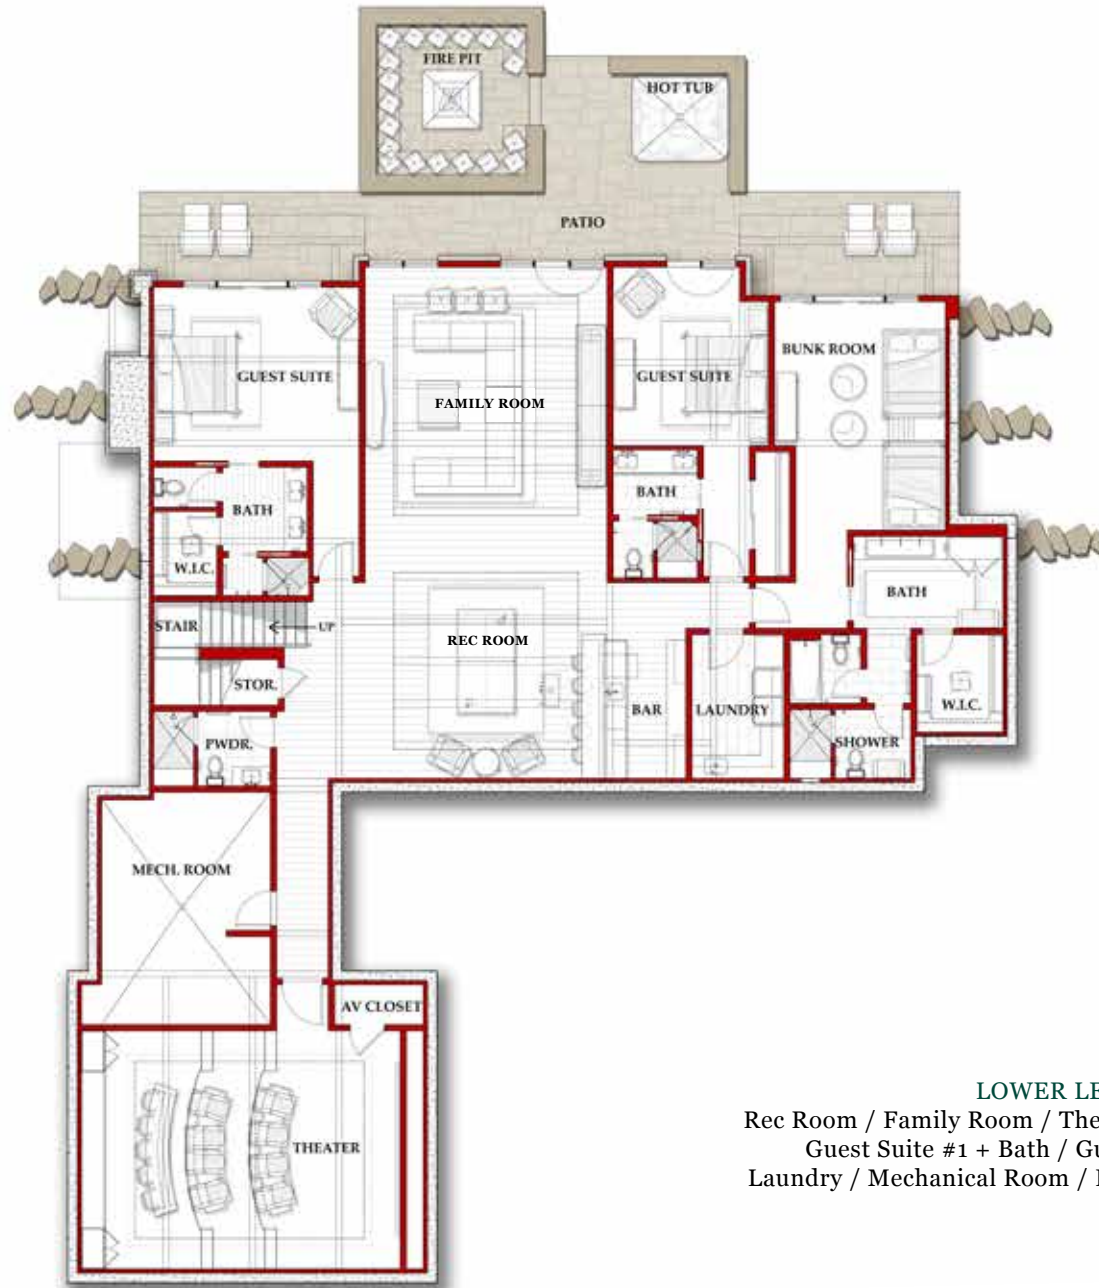 FIRE PIT
HOT TUB
PATIO
GUEST SUITE
FAMILY ROOM
GUEST SUITE
BUNK ROOM
BATH
BATH
W.I.C.
BATH
STAIR
UP
REC ROOM
STOR.
BAR
LAUNDRY
W.I.C.
PWDR.
SHOWER
MECH. ROOM
AV CLOSET
THEATER
LOWER LE
Rec Room / Family Room / The
Guest Suite #1 + Bath / Gu
Laundry / Mechanical Room /